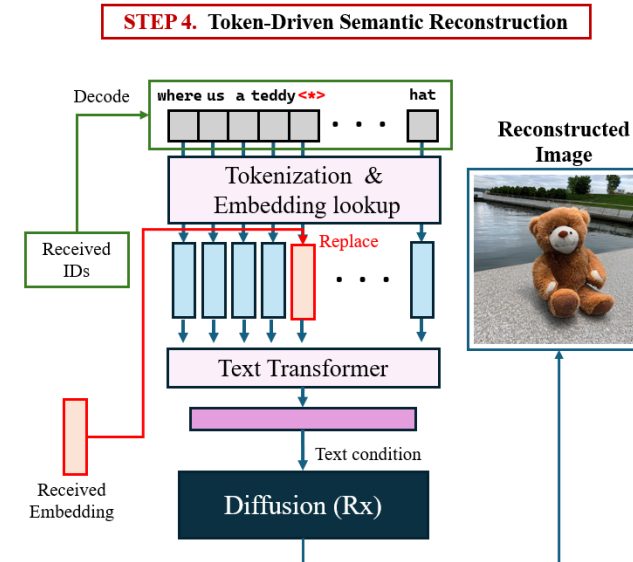 STEP 4. Token-Driven Semantic Reconstruction
Decode
where us a teddy <*> hat
. . .
Tokenization &
Embedding lookup
Reconstructed
Image
Received
IDs
Replace
. . .
Text Transformer
Text condition
Received
Embedding
Diffusion (Rx)